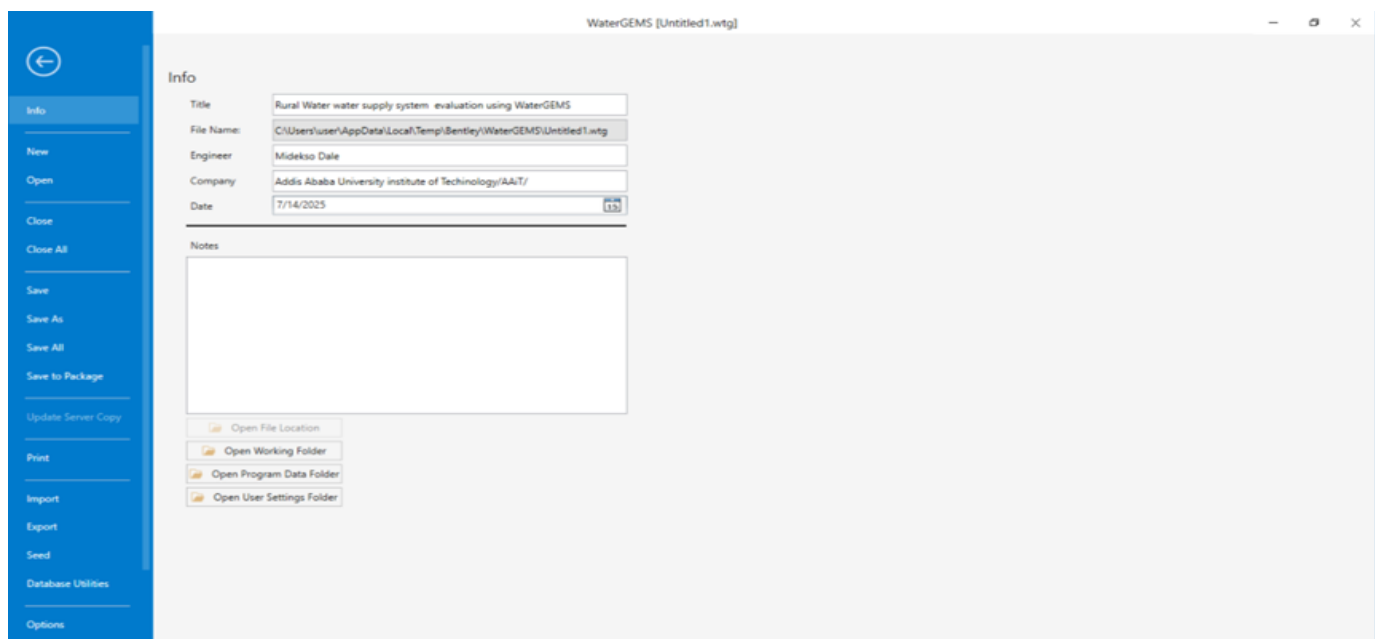 WaterGEMS [Untitled1.wtg]
Info
New
Open
Close
Close All
Save
Save As
Save All
Save to Package
Update Server Copy
Print
Import
Export
Seed
Database Utilities
Options
Info
Title Rural Water water supply system evaluation using WaterGEMS
File Name: C:\Users\user\AppData\Local\Temp\Bentley\WaterGEMS\Untitled1.wtg
Engineer Midekso Dale
Company Addis Ababa University institute of Techinology/AAiT/
Date 7/14/2025 15
Notes
Open File Location
Open Working Folder
Open Program Data Folder
Open User Settings Folder